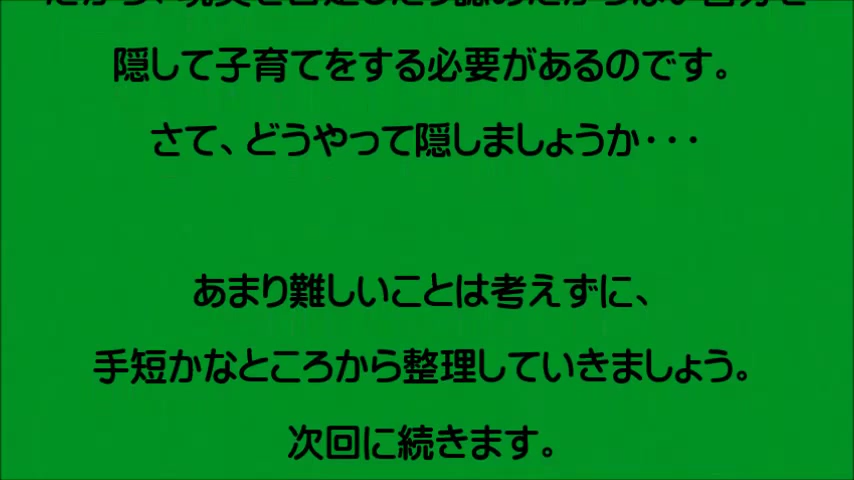 隠して子育てをする必要があるのです。
さて、どうやって隠しましょうか・・・
あまり難しいことは考えずに、
手短かなところから整理していきましょう。
次回に続きます。